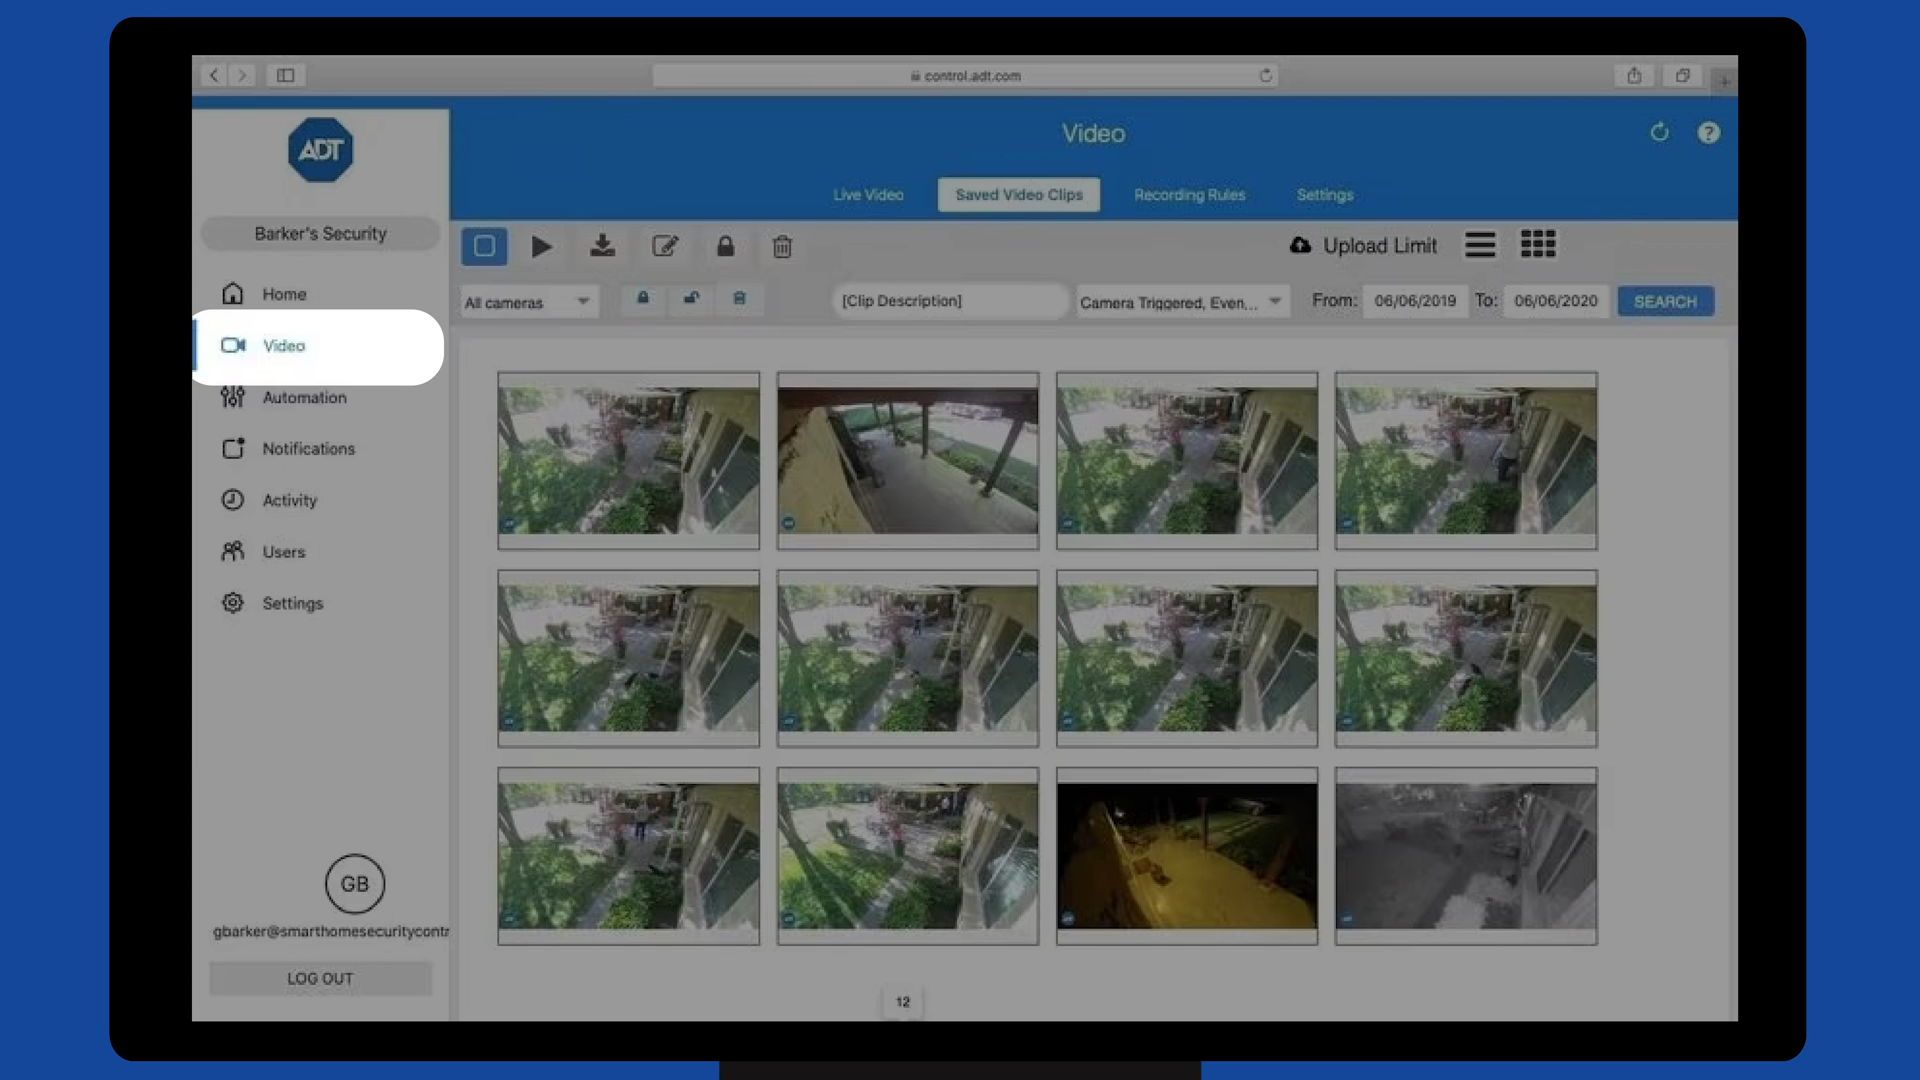 control.adt.com
ADT
Video
?
Live Video
Saved Video Clips
Recording Rules
Settings
Barker's Security
Upload Limit
All cameras
[Clip Description]
Camera Triggered, Even...
From:
06/06/2019
To:
06/06/2020
SEARCH
Home
Video
Automation
Notifications
Activity
Users
Settings
GB
gbarker@smarthomesecuritycontr
LOG OUT
12